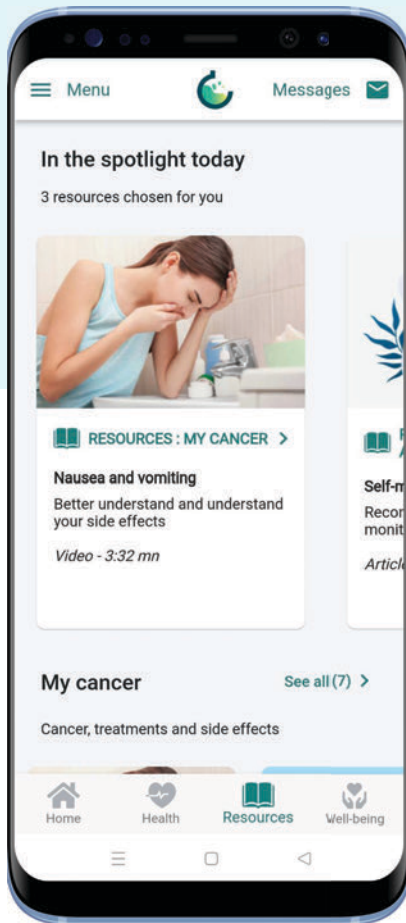 Menu
Messages
In the spotlight today
3 resources chosen for you
RESOURCES : MY CANCER
Nausea and vomiting
Better understand and understand
your side effects
Video - 3:32 mn
My cancer
See all (7)
Cancer, treatments and side effects
Home
Health
Resources
Well-being